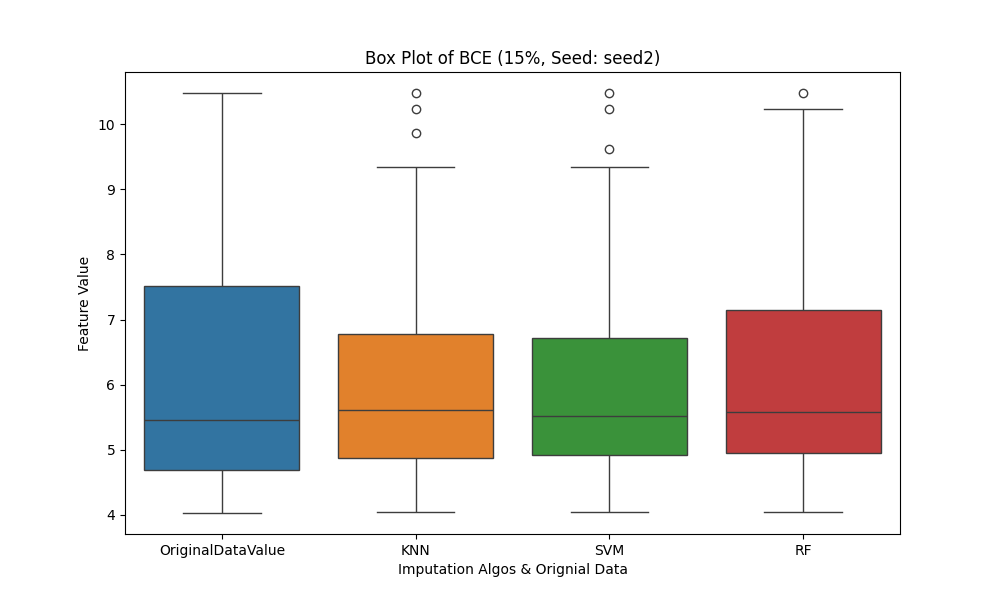 Box Plot of BCE (15%, Seed: seed2)
Feature Value
10
9
8
7
6
5
4
OriginalDataValue
KNN
SVM
RF
Imputation Algos & Orignial Data